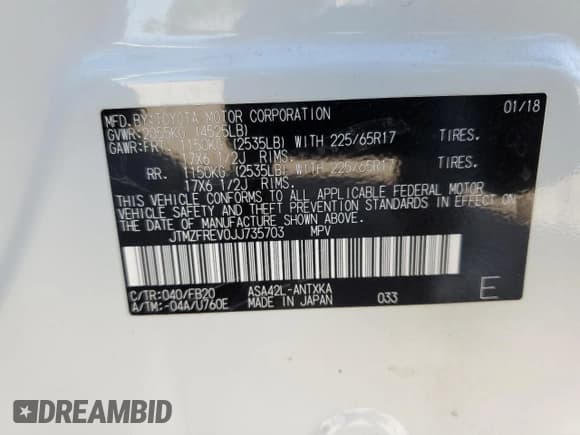 MFD.BY:TOYOTA MOTOR CORPORATION 01/18
GVWR:2055KG (4525LB)
GAWR:FRT. 1150KG (2535LB) WITH 225/65R17 TIRES.
17X6 1/2J RIMS.
RR. 1150KG (2535LB) WITH 225/65R17 TIRES.
17X6 1/2J RIMS.
THIS VEHICLE CONFORMS TO ALL APPLICABLE FEDERAL MOTOR
VEHICLE SAFETY AND THEFT PREVENTION STANDARDS IN EFFECT ON
THE DATE OF MANUFACTURE SHOWN ABOVE.
JTMZFREV0JJ735703 MPV
C/TR:040/FB20 ASA42L-ANTXKA
A/TM:-04A/U760E MADE IN JAPAN 033 E
DREAMBID